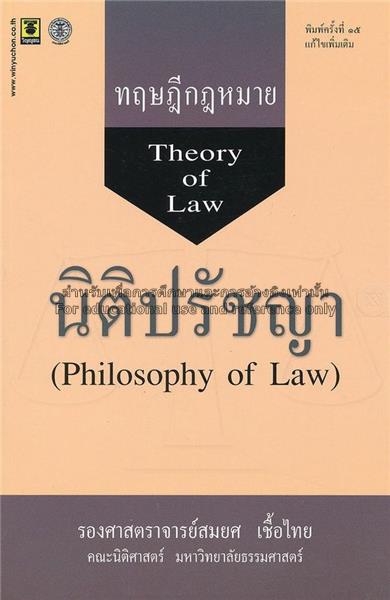 www.winyuchon.co.th
วิญญูชน
พิมพ์ครั้งที่ ๑๕
แก้ไขเพิ่มเติม
ทฤษฎีกฎหมาย
Theory
of
Law
นิติปรัชญา
สำหรับเพื่อการศึกษาและการอ้างอิงเท่านั้น
For educational use and reference only
(Philosophy of Law)
รองศาสตราจารย์สมยศ เชื้อไทย
คณะนิติศาสตร์ มหาวิทยาลัยธรรมศาสตร์